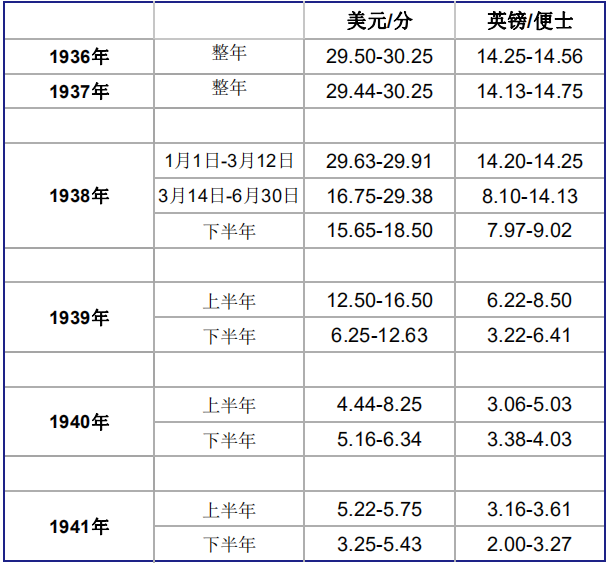 美元/分 英镑/便士
1936年 整年 29.50-30.25 14.25-14.56
1937年 整年 29.44-30.25 14.13-14.75
1月1日-3月12日 29.63-29.91 14.20-14.25
1938年 3月14日-6月30日 16.75-29.38 8.10-14.13
下半年 15.65-18.50 7.97-9.02
1939年 上半年 12.50-16.50 6.22-8.50
下半年 6.25-12.63 3.22-6.41
1940年 上半年 4.44-8.25 3.06-5.03
下半年 5.16-6.34 3.38-4.03
1941年 上半年 5.22-5.75 3.16-3.61
下半年 3.25-5.43 2.00-3.27